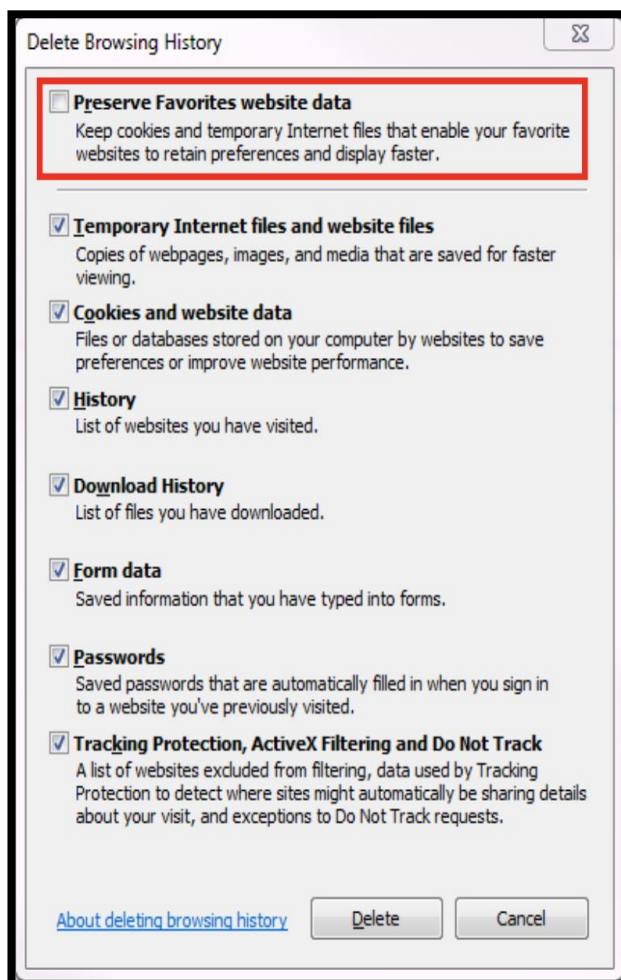 Delete Browsing History
Preserve Favorites website data
Keep cookies and temporary Internet files that enable your favorite
websites to retain preferences and display faster.
Temporary Internet files and website files
Copies of webpages, images, and media that are saved for faster
viewing.
Cookies and website data
Files or databases stored on your computer by websites to save
preferences or improve website performance.
History
List of websites you have visited.
Download History
List of files you have downloaded.
Form data
Saved information that you have typed into forms.
Passwords
Saved passwords that are automatically filled in when you sign in
to a website you've previously visited.
Tracking Protection, ActiveX Filtering and Do Not Track
A list of websites excluded from filtering, data used by Tracking
Protection to detect where sites might automatically be sharing details
about your visit, and exceptions to Do Not Track requests.
About deleting browsing history Delete Cancel